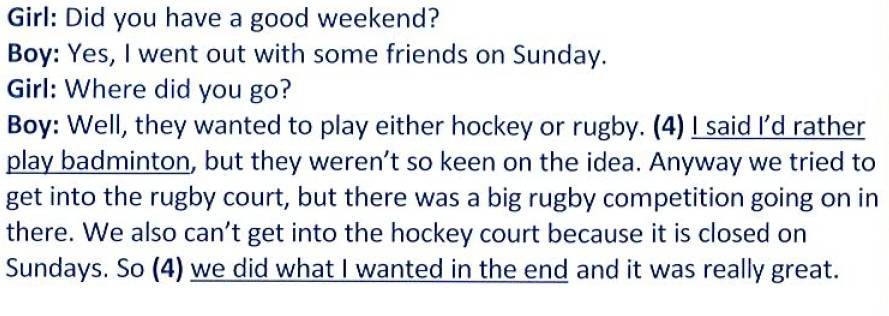 Girl: Did you have a good weekend?
Boy: Yes, I went out with some friends on Sunday.
Girl: Where did you go?
Boy: Well, they wanted to play either hockey or rugby. (4) I said I'd rather
play badminton, but they weren't so keen on the idea. Anyway we tried to
get into the rugby court, but there was a big rugby competition going on in
there. We also can't get into the hockey court because it is closed on
Sundays. So (4) we did what I wanted in the end and it was really great.